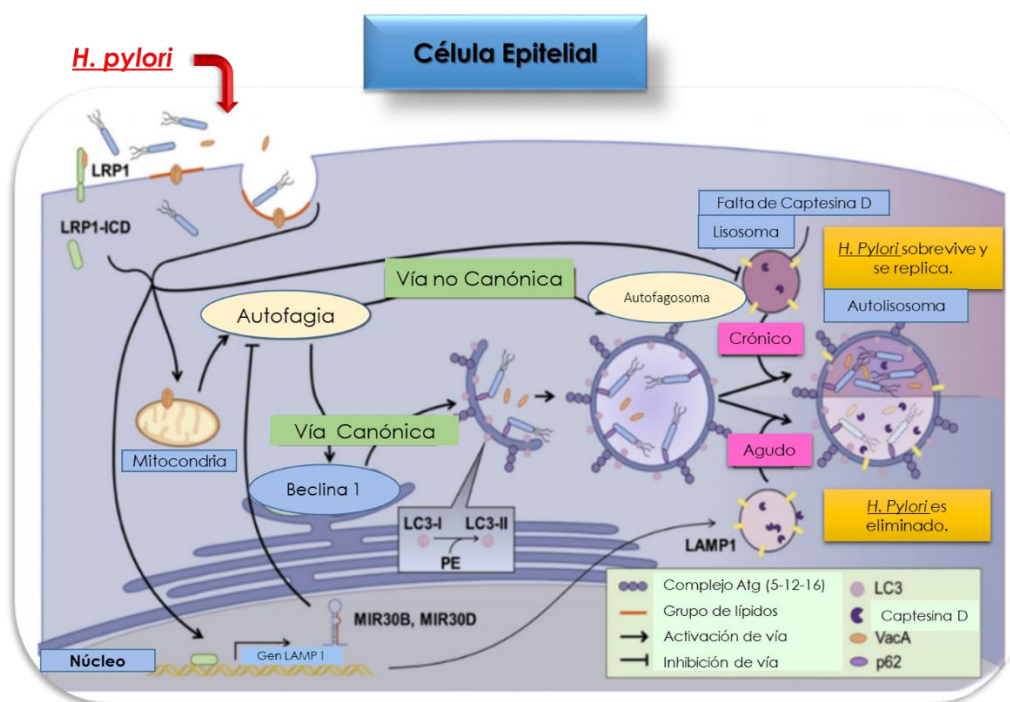 Célula Epitelial
H. pylori
LRP1
LRP1-ICD
Falta de Captesina D
Lisosoma
H. Pylori sobrevive y
se replica.
Vía no Canónica
Autofagosoma
Autolisosoma
Autofagia
Crónico
Vía Canónica
Mitocondria
Agudo
Beclina 1
H. Pylori es
eliminado.
LC3-I
LC3-II
PE
LAMP1
MIR30B, MIR30D
Gen LAMP 1
Núcleo
Complejo Atg (5-12-16)
Grupo de lípidos
Activación de vía
Inhibición de vía
LC3
Captesina D
VacA
p62